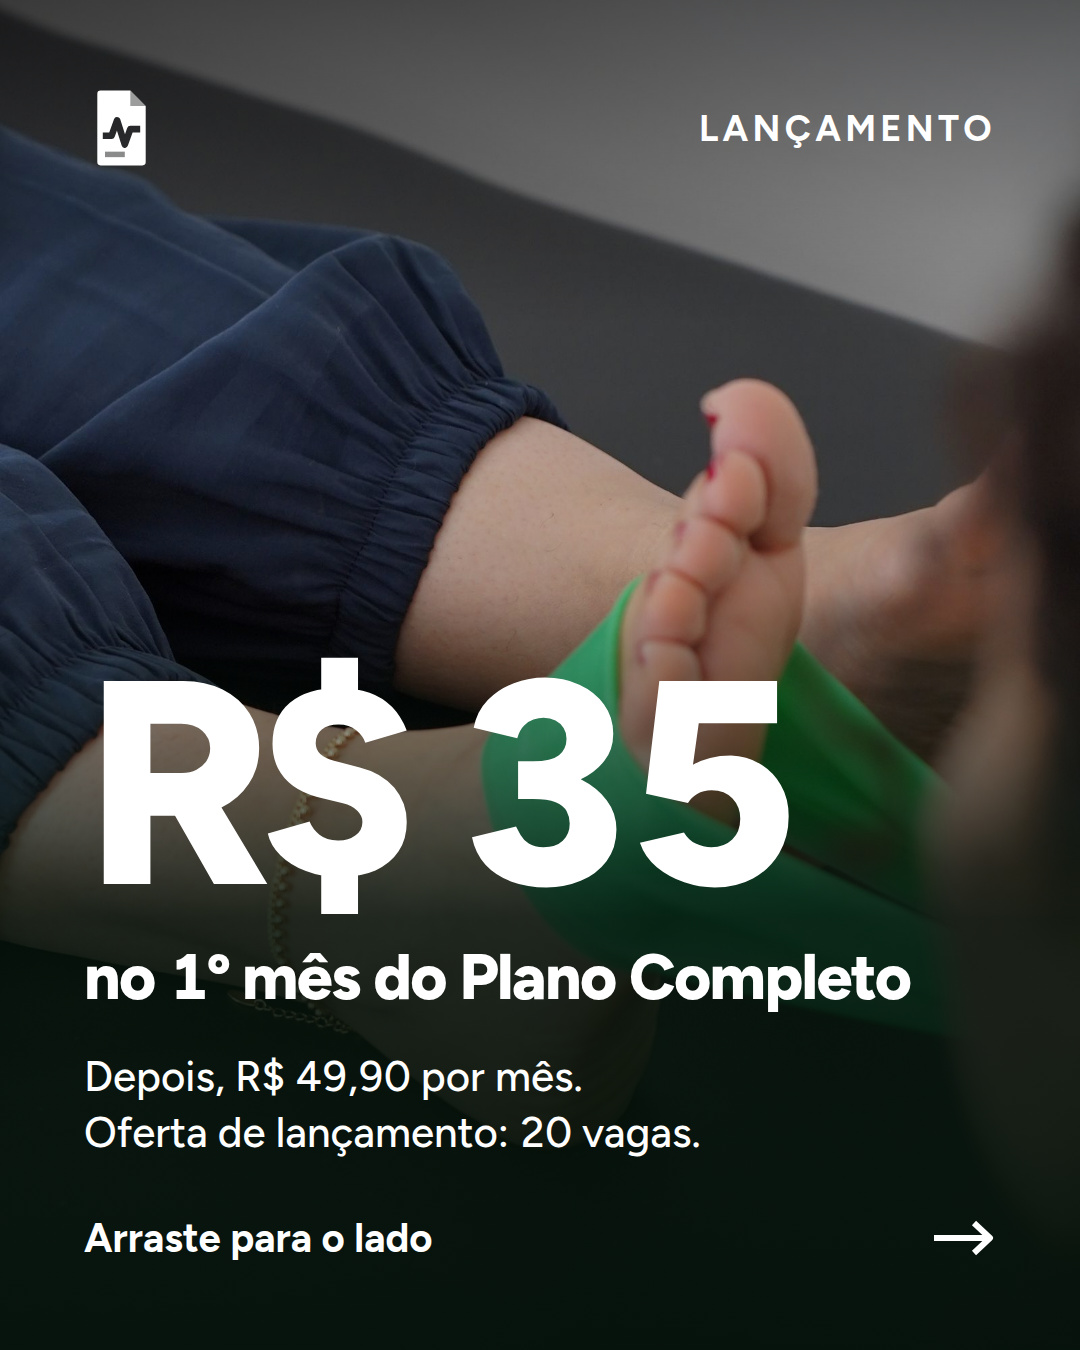 LANÇAMENTO
R$ 35
no 1º mês do Plano Completo
Depois, R$ 49,90 por mês.
Oferta de lançamento: 20 vagas.
Arraste para o lado